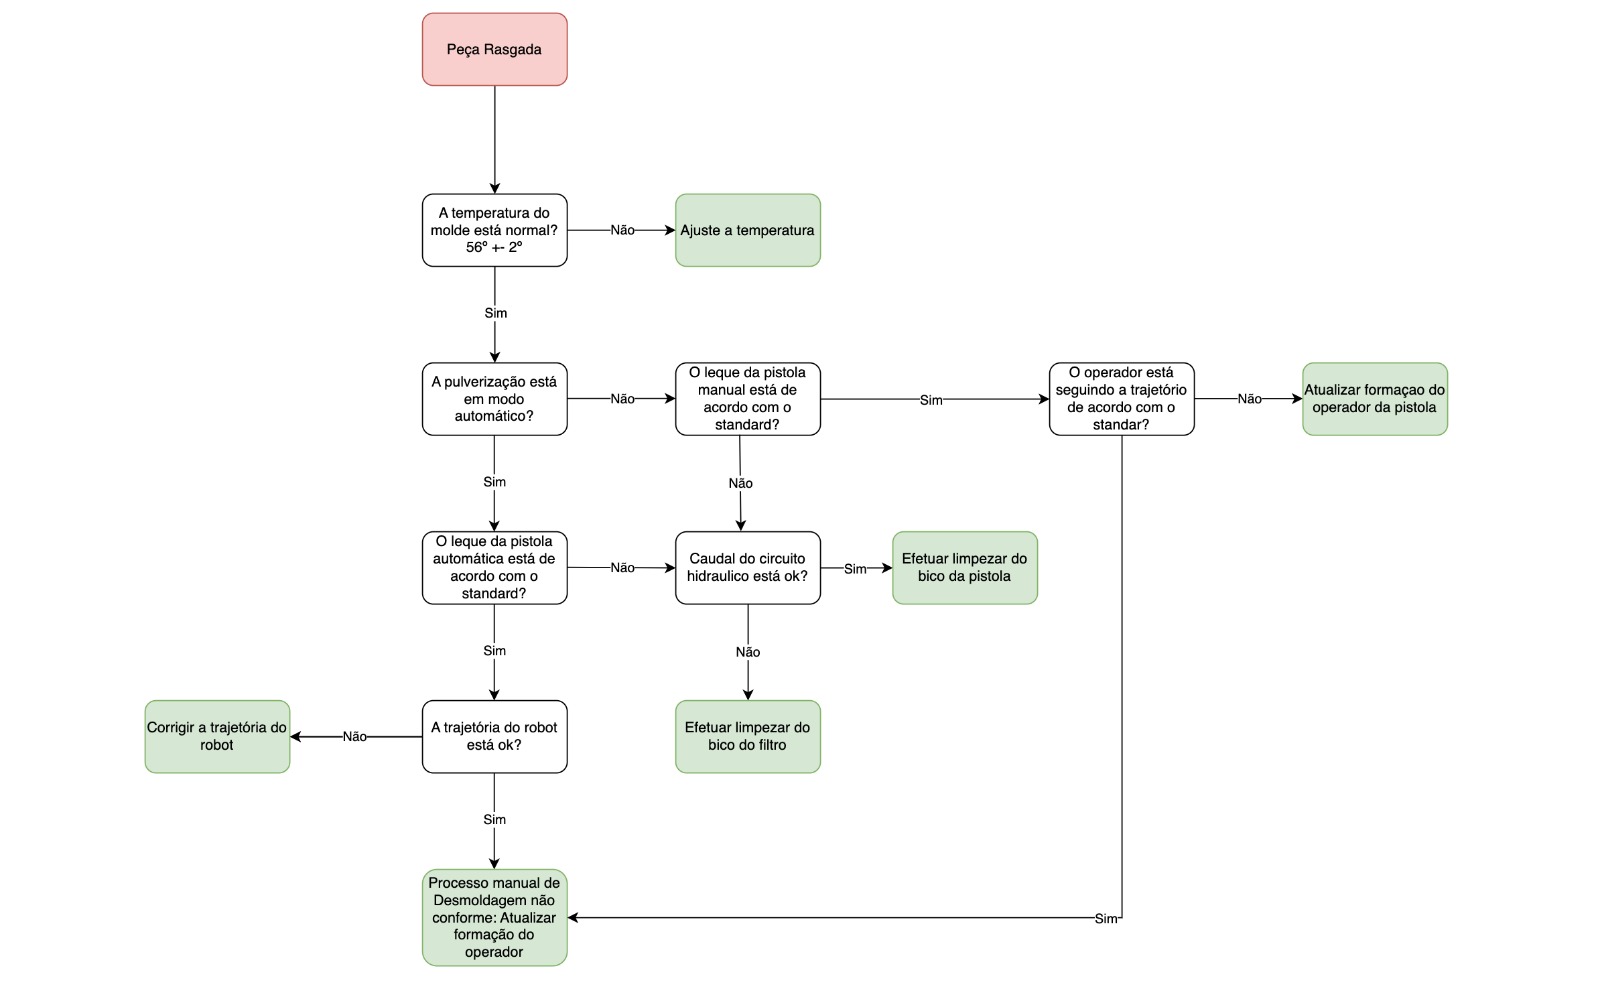 Peça Rasgada
A temperatura do
molde está normal?
56º +- 2º
Não
Ajuste a temperatura
Sim
A pulverização está
em modo
automático?
Não
O leque da pistola
manual está de
acordo com o
standard?
Sim
O operador está
seguindo a trajetório
de acordo com o
standar?
Não
Atualizar formaçao do
operador da pistola
Sim
Não
O leque da pistola
automática está de
acordo com o
standard?
Não
Caudal do circuito
hidraulico está ok?
Sim
Efetuar limpezar do
bico da pistola
Sim
Não
Corrigir a trajetória do
robot
Não
A trajetória do robot
está ok?
Efetuar limpezar do
bico do filtro
Sim
Processo manual de
Desmoldagem não
conforme: Atualizar
formação do
operador
Sim